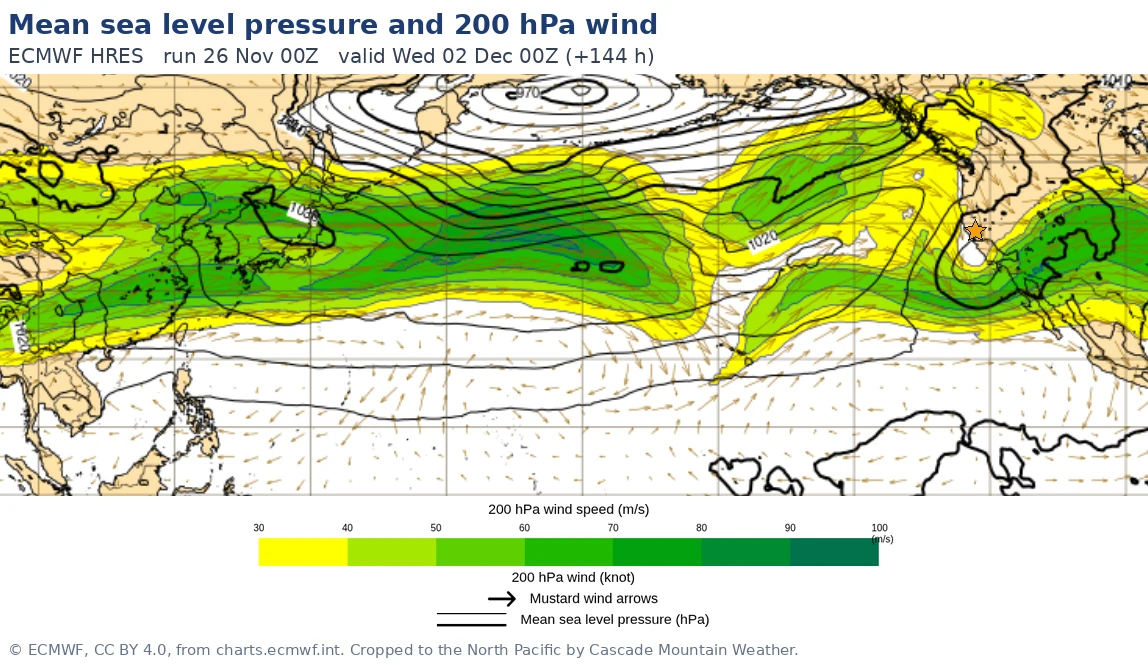 Mean sea level pressure and 200 hPa wind
ECMWF HRES run 26 Nov 00Z valid Wed 02 Dec 00Z (+144 h)
970
1010
1020
1020
200 hPa wind speed (m/s)
30 40 50 60 70 80 90 100
(m/s)
200 hPa wind (knot)
Mustard wind arrows
Mean sea level pressure (hPa)
© ECMWF, CC BY 4.0, from charts.ecmwf.int. Cropped to the North Pacific by Cascade Mountain Weather.